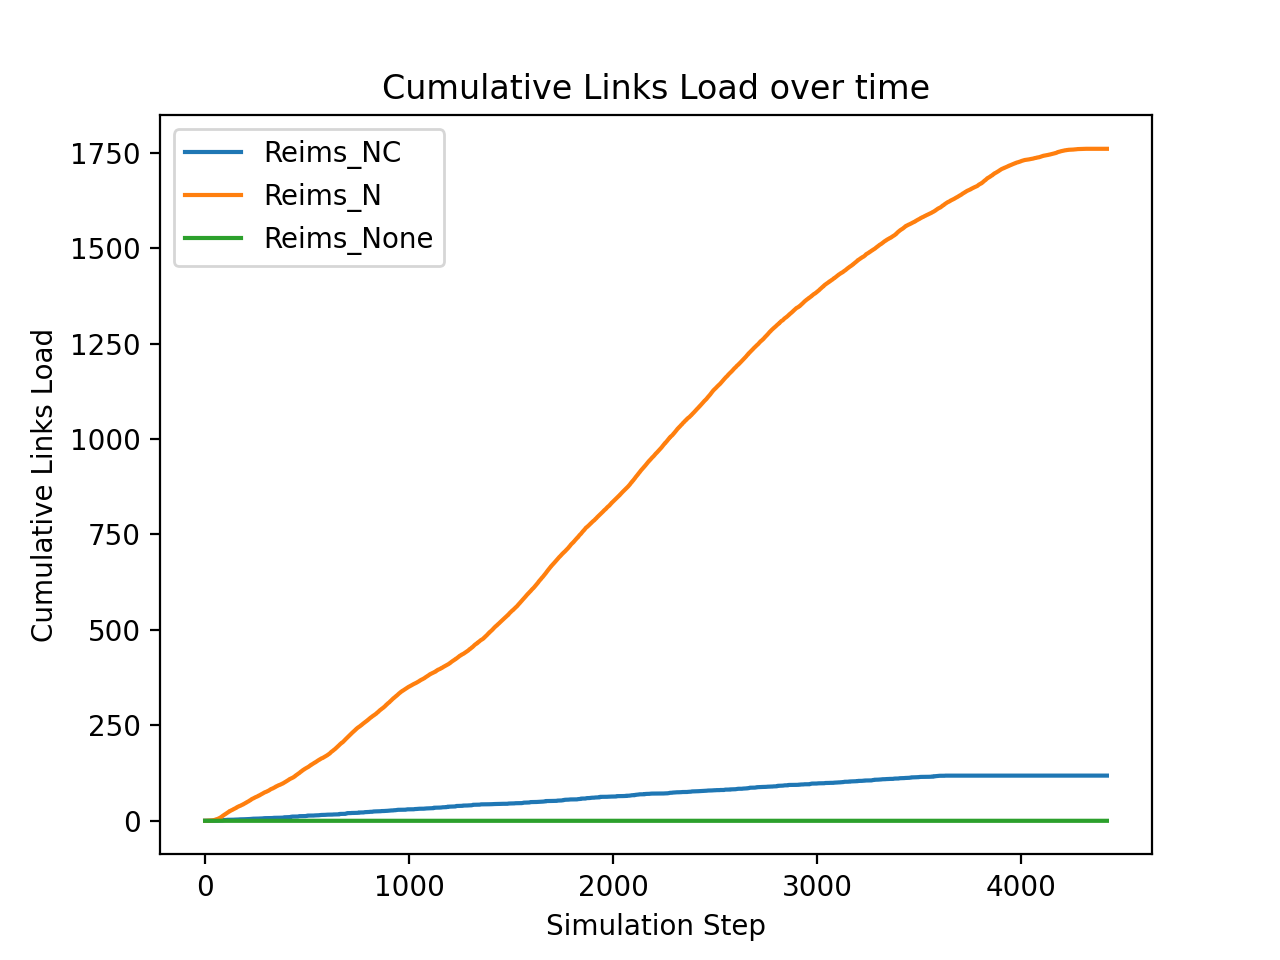 Cumulative Links Load over time
Reims_NC
Reims_N
Reims_None
Cumulative Links Load
1750
1500
1250
1000
750
500
250
0
0 1000 2000 3000 4000
Simulation Step